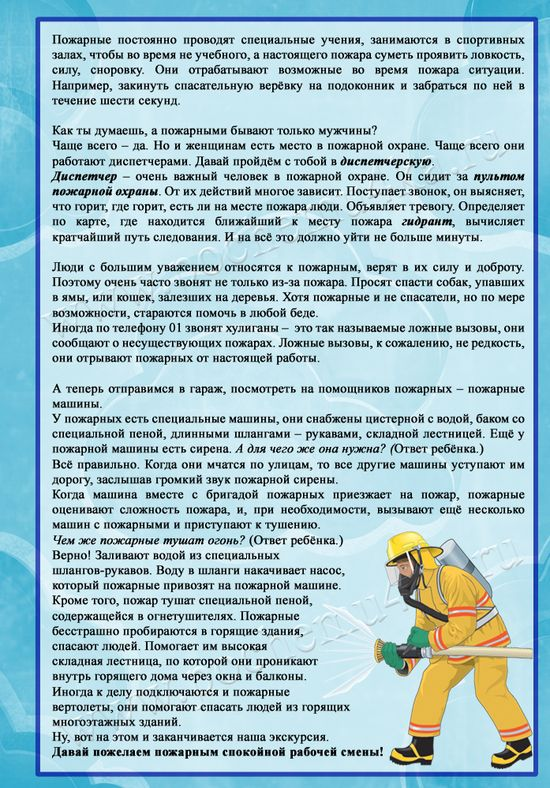 Пожарные постоянно проводят специальные учения, занимаются в спортивных
залах, чтобы во время не учебного, а настоящего пожара суметь проявить ловкость,
силу, сноровку. Они отрабатывают возможные во время пожара ситуации.
Например, закинуть спасательную верёвку на подоконник и забраться по ней в
течение шести секунд.
Как ты думаешь, а пожарными бывают только мужчины?
Чаще всего – да. Но и женщинам есть место в пожарной охране. Чаще всего они
работают диспетчерами. Давай пройдём с тобой в диспетчерскую.
Диспетчер – очень важный человек в пожарной охране. Он сидит за пультом
пожарной охраны. От их действий многое зависит. Поступает звонок, он выясняет,
что горит, где горит, есть ли на месте пожара люди. Объявляет тревогу. Определяет
по карте, где находится ближайший к месту пожара гидрант, вычисляет
кратчайший путь следования. И на всё это должно уйти не больше минуты.
Люди с большим уважением относятся к пожарным, верят в их силу и доброту.
Поэтому очень часто звонят не только из-за пожара. Просят спасти собак, упавших
в ямы, или кошек, залезших на деревья. Хотя пожарные и не спасатели, но по мере
возможности, стараются помочь в любой беде.
Иногда по телефону 01 звонят хулиганы – это так называемые ложные вызовы, они
сообщают о несуществующих пожарах. Ложные вызовы, к сожалению, не редкость,
они отрывают пожарных от настоящей работы.
А теперь отправимся в гараж, посмотреть на помощников пожарных – пожарные
машины.
У пожарных есть специальные машины, они снабжены цистерной с водой, баком со
специальной пеной, длинными шлангами – рукавами, складной лестницей. Ещё у
пожарной машины есть сирена. А для чего же она нужна? (Ответ ребёнка.)
Всё правильно. Когда они мчатся по улицам, то все другие машины уступают им
дорогу, заслышав громкий звук пожарной сирены.
Когда машина вместе с бригадой пожарных приезжает на пожар, пожарные
оценивают сложность пожара, и, при необходимости, вызывают ещё несколько
машин с пожарными и приступают к тушению.
Чем же пожарные тушат огонь? (Ответ ребёнка.)
Верно! Заливают водой из специальных
шлангов-рукавов. Воду в шланги накачивает насос,
который пожарные привозят на пожарной машине.
Кроме того, пожар тушат специальной пеной,
содержащейся в огнетушителях. Пожарные
бесстрашно пробираются в горящие здания,
спасают людей. Помогает им высокая
складная лестница, по которой они проникают
внутрь горящего дома через окна и балконы.
Иногда к делу подключаются и пожарные
вертолеты, они помогают спасать людей из горящих
многоэтажных зданий.
Ну, вот на этом и заканчивается наша экскурсия.
Давай пожелаем пожарным спокойной рабочей смены!